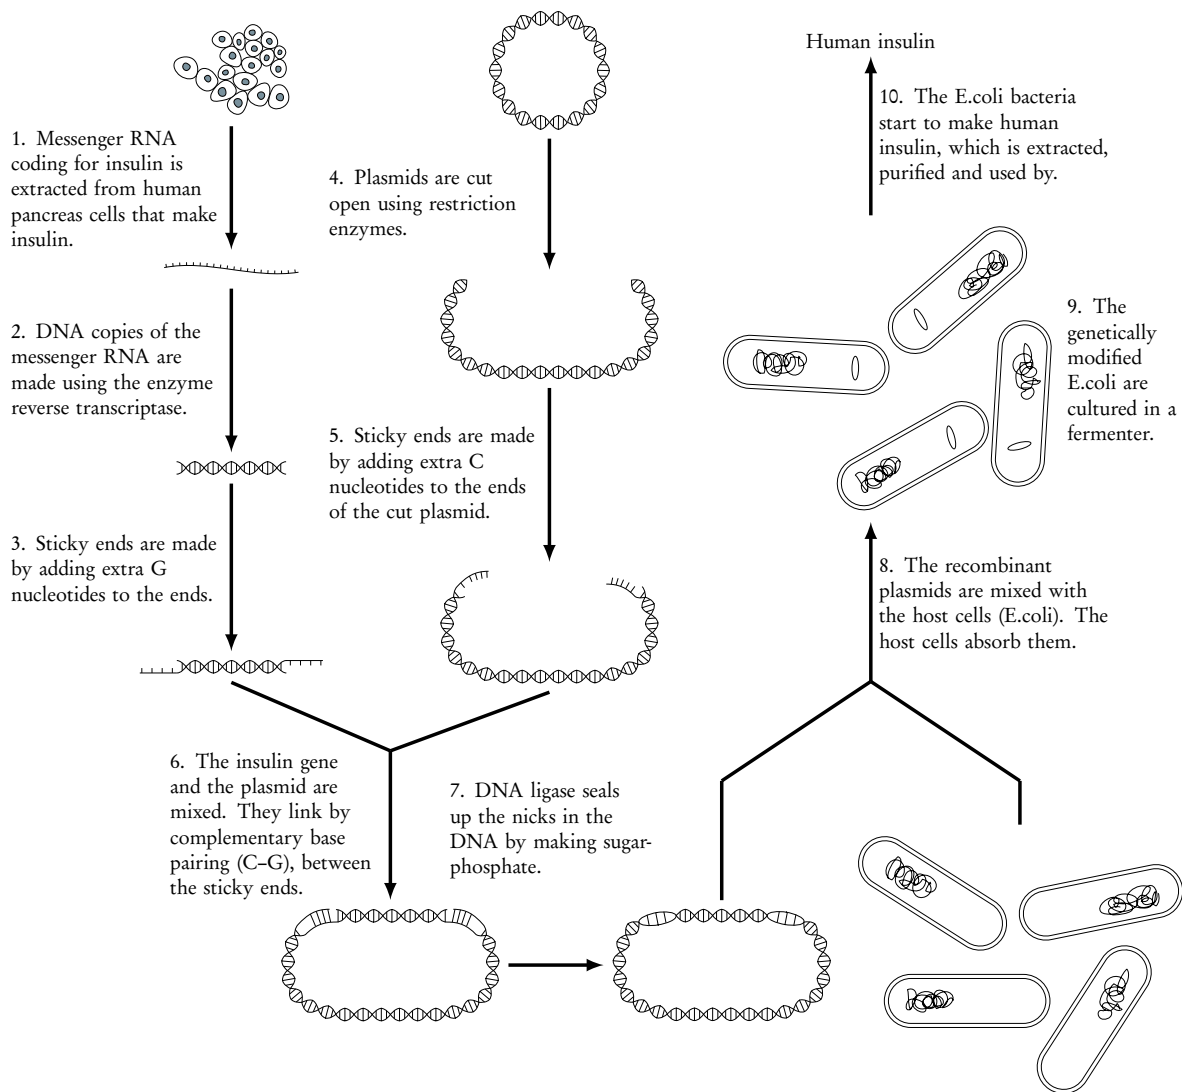 1. Messenger RNA
coding for insulin is
extracted from human
pancreas cells that make
insulin.
2. DNA copies of the
messenger RNA are
made using the enzyme
reverse transcriptase.
3. Sticky ends are made
by adding extra G
nucleotides to the ends.
4. Plasmids are cut
open using restriction
enzymes.
5. Sticky ends are made
by adding extra C
nucleotides to the ends
of the cut plasmid.
6. The insulin gene
and the plasmid are
mixed. They link by
complementary base
pairing (C–G), between
the sticky ends.
7. DNA ligase seals
up the nicks in the
DNA by making sugar-
phosphate.
8. The recombinant
plasmids are mixed with
the host cells (E.coli). The
host cells absorb them.
9. The
genetically
modified
E.coli are
cultured in a
fermenter.
10. The E.coli bacteria
start to make human
insulin, which is extracted,
purified and used by.
Human insulin